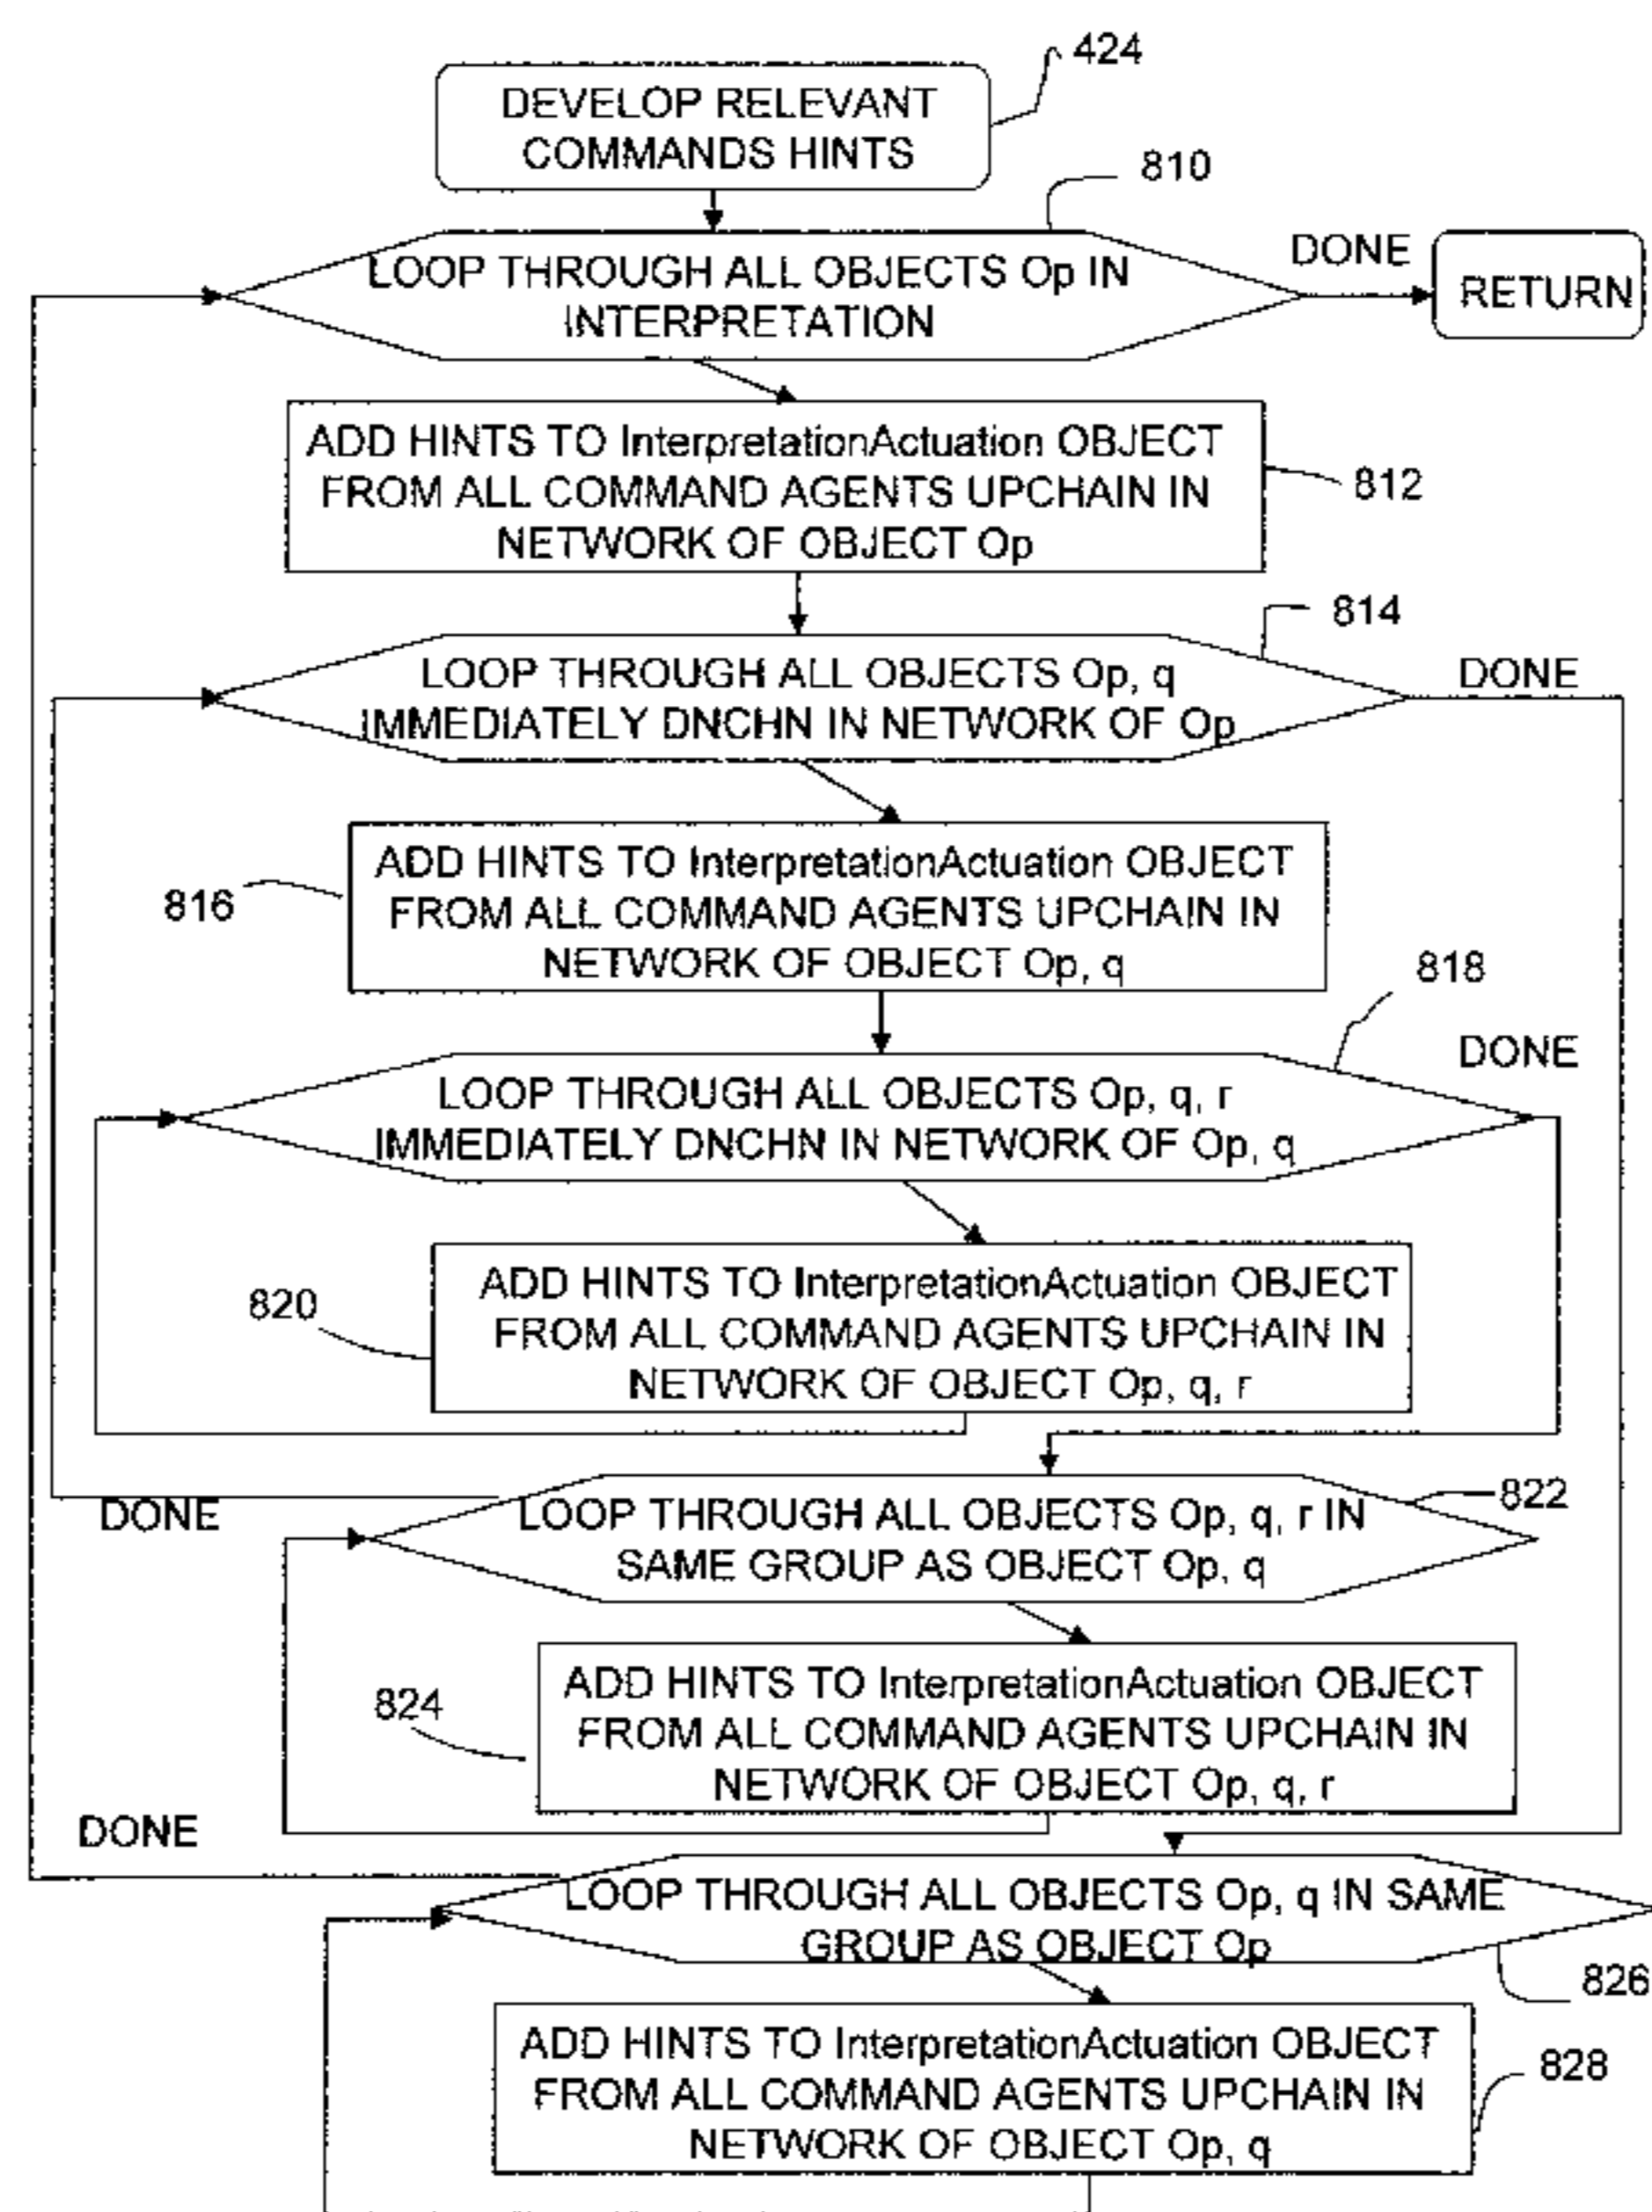 424
DEVELOP RELEVANT
COMMANDS HINTS
810
LOOP THROUGH ALL OBJECTS Op IN
INTERPRETATION
DONE
RETURN
ADD HINTS TO InterpretationActuation OBJECT
FROM ALL COMMAND AGENTS UPCHAIN IN
NETWORK OF OBJECT Op
812
814
LOOP THROUGH ALL OBJECTS Op, q
IMMEDIATELY DNCHN IN NETWORK OF Op
DONE
ADD HINTS TO InterpretationActuation OBJECT
FROM ALL COMMAND AGENTS UPCHAIN IN
NETWORK OF OBJECT Op, q
816
818
DONE
LOOP THROUGH ALL OBJECTS Op, q, r
IMMEDIATELY DNCHN IN NETWORK OF Op, q
820
ADD HINTS TO InterpretationActuation OBJECT
FROM ALL COMMAND AGENTS UPCHAIN IN
NETWORK OF OBJECT Op, q, r
DONE
LOOP THROUGH ALL OBJECTS Op, q, r IN
SAME GROUP AS OBJECT Op, q
822
824
ADD HINTS TO InterpretationActuation OBJECT
FROM ALL COMMAND AGENTS UPCHAIN IN
NETWORK OF OBJECT Op, q, r
DONE
LOOP THROUGH ALL OBJECTS Op, q IN SAME
GROUP AS OBJECT Op
826
ADD HINTS TO InterpretationActuation OBJECT
FROM ALL COMMAND AGENTS UPCHAIN IN
NETWORK OF OBJECT Op, q
828